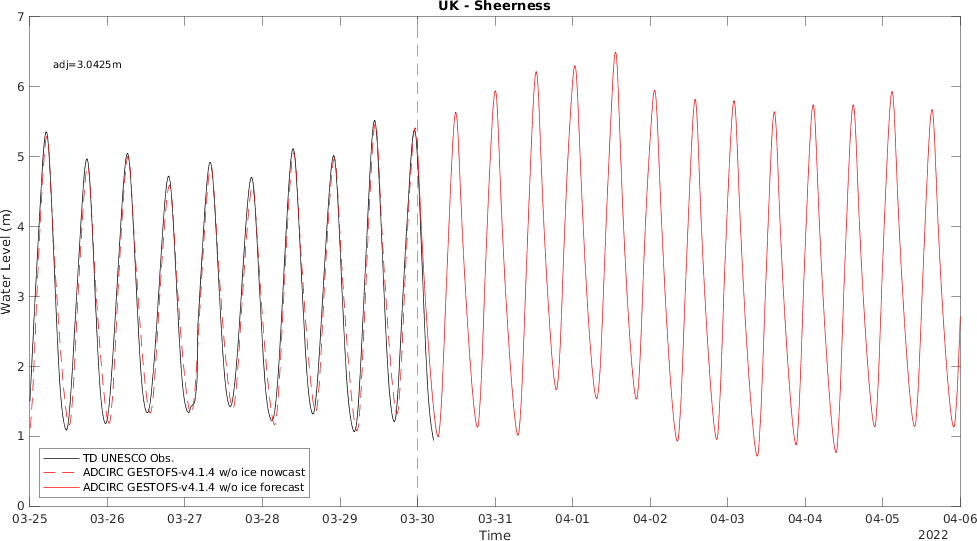 UK - Sheerness
7
adj=3.0425m
6
5
4
3
2
1
0
Water Level (m)
TD UNESCO Obs.
ADCIRC GESTOFS-v4.1.4 w/o ice nowcast
ADCIRC GESTOFS-v4.1.4 w/o ice forecast
03-25 03-26 03-27 03-28 03-29 03-30 03-31 04-01 04-02 04-03 04-04 04-05 04-06
Time
2022